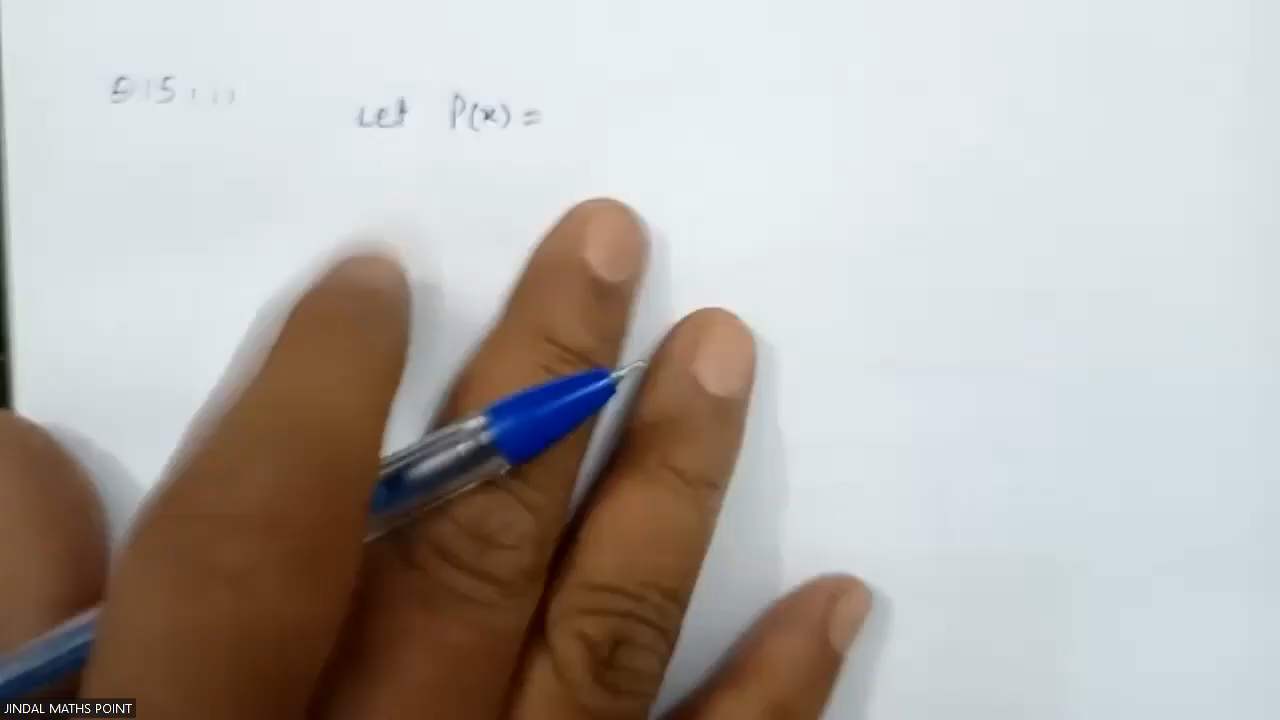 Let P(x) =
JINDAL MATHS POINT